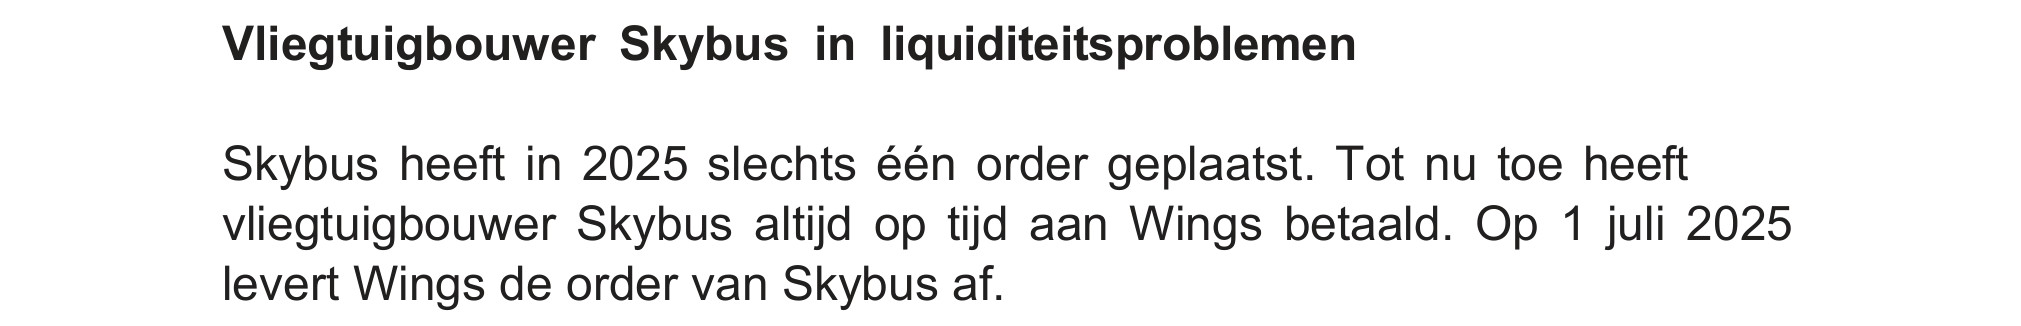 Vliegtuigbouwer Skybus in liquiditeitsproblemen
Skybus heeft in 2025 slechts één order geplaatst. Tot nu toe heeft
vliegtuigbouwer Skybus altijd op tijd aan Wings betaald. Op 1 juli 2025
levert Wings de order van Skybus af.